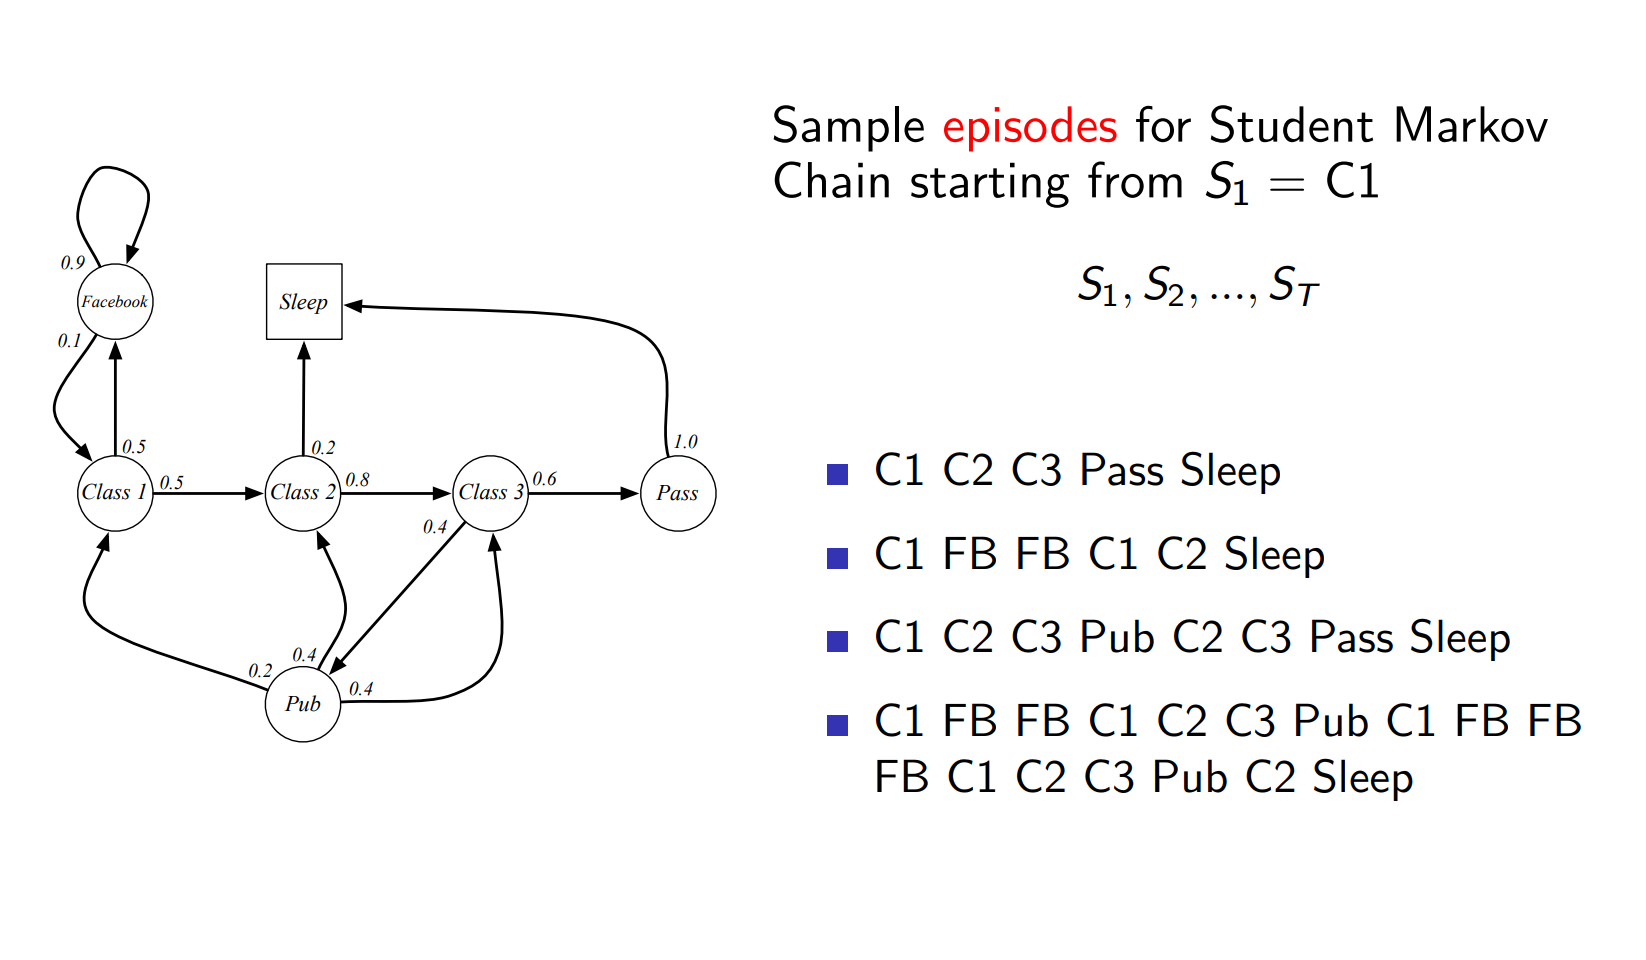 Sample episodes for Student Markov
Chain starting from S₁ = C1
S₁, S₂, ..., S_T
C1 C2 C3 Pass Sleep
C1 FB FB C1 C2 Sleep
C1 C2 C3 Pub C2 C3 Pass Sleep
C1 FB FB C1 C2 C3 Pub C1 FB FB
FB C1 C2 C3 Pub C2 Sleep
0.9
Facebook
Sleep
0.1
0.5
0.2
1.0
Class 1
0.5
Class 2
0.8
Class 3
0.6
Pass
0.4
0.4
0.2
0.4
Pub